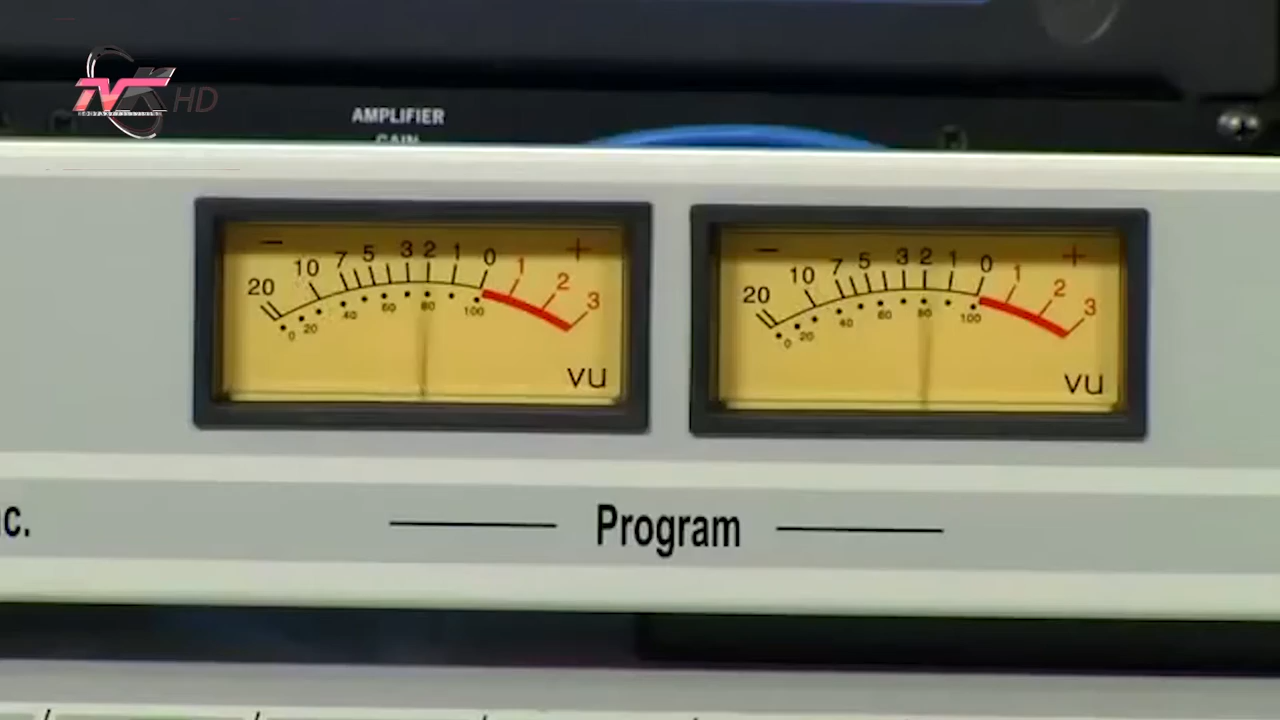 TVK HD
AMPLIFIER
GAIN
− +
20 10 7 5 3 2 1 0 1 2 3
0 20 40 60 80 100
VU
− +
20 10 7 5 3 2 1 0 1 2 3
0 20 40 60 80 100
VU
c.
Program